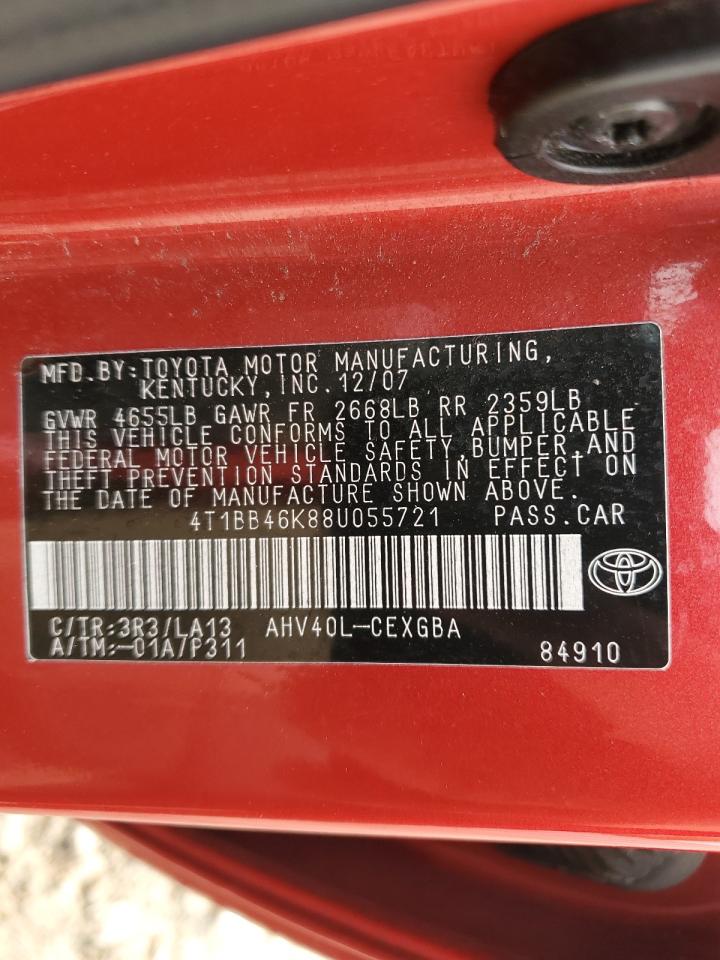 MFD.BY:TOYOTA MOTOR MANUFACTURING,
KENTUCKY,INC.12/07
GVWR 4655LB GAWR FR 2668LB RR 2359LB
THIS VEHICLE CONFORMS TO ALL APPLICABLE
FEDERAL MOTOR VEHICLE SAFETY,BUMPER,AND
THEFT PREVENTION STANDARDS IN EFFECT ON
THE DATE OF MANUFACTURE SHOWN ABOVE.
4T1BB46K88U055721 PASS.CAR
C/TR:3R3/LA13 AHV40L-CEXGBA
A/TM:-01A/P311 84910